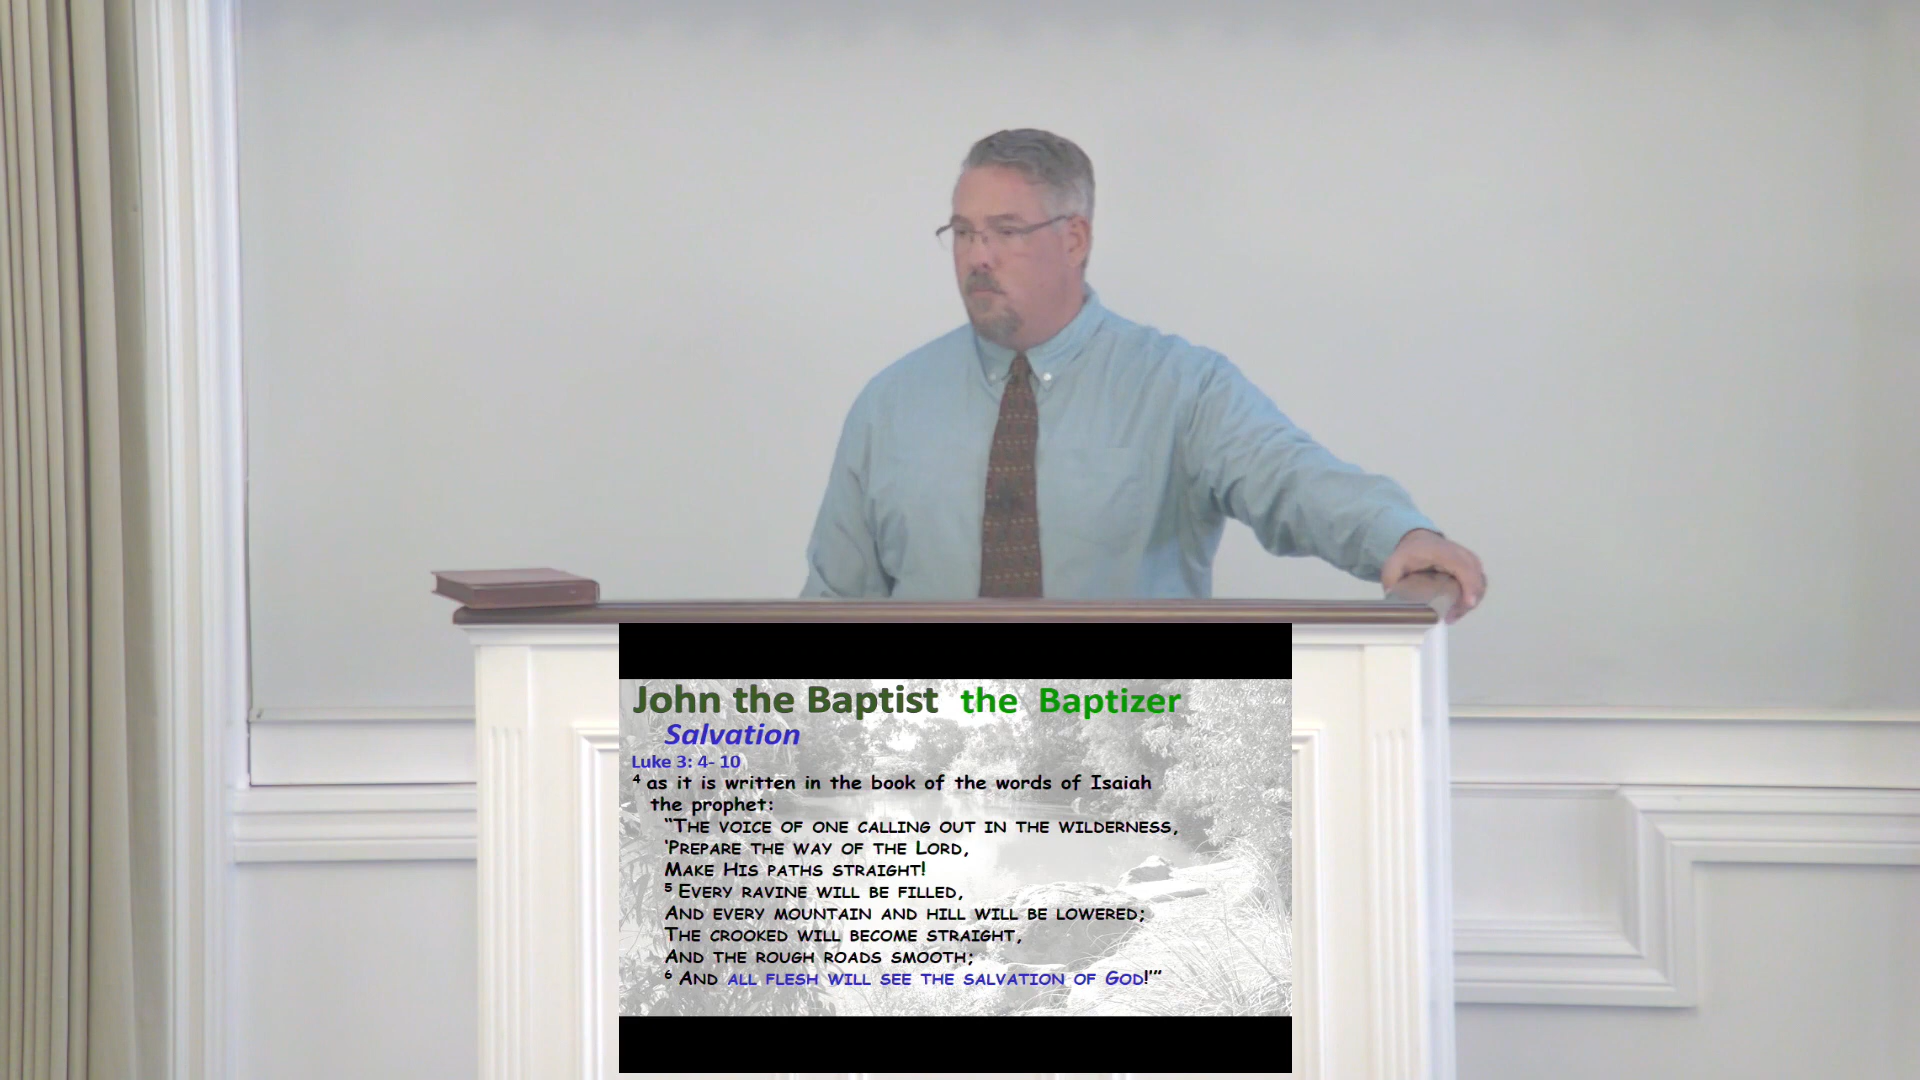 John the Baptist the Baptizer
Salvation
Luke 3: 4- 10
4 as it is written in the book of the words of Isaiah
the prophet:
“THE VOICE OF ONE CALLING OUT IN THE WILDERNESS,
‘PREPARE THE WAY OF THE LORD,
MAKE HIS PATHS STRAIGHT!
5 EVERY RAVINE WILL BE FILLED,
AND EVERY MOUNTAIN AND HILL WILL BE LOWERED;
THE CROOKED WILL BECOME STRAIGHT,
AND THE ROUGH ROADS SMOOTH;
6 AND ALL FLESH WILL SEE THE SALVATION OF GOD!’”